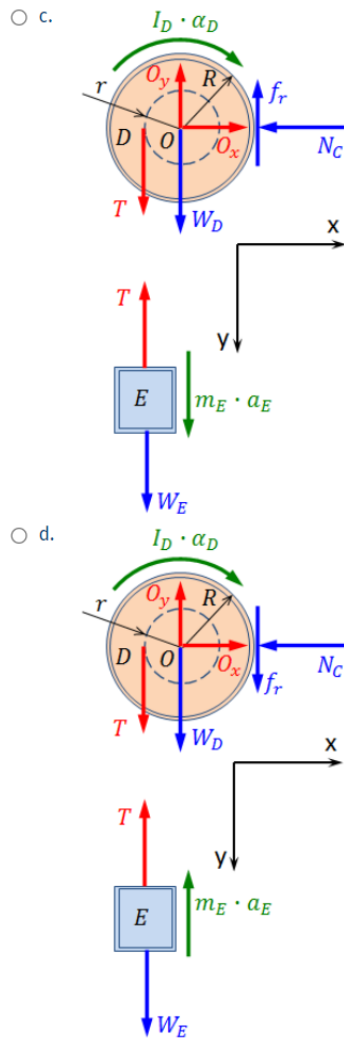 c.
I_D · α_D
r
O_y
R
f_r
D
O
O_x
N_C
T
W_D
x
T
y
E
m_E · a_E
W_E
d.
I_D · α_D
r
O_y
R
D
O
O_x
N_C
T
W_D
f_r
x
T
y
E
m_E · a_E
W_E